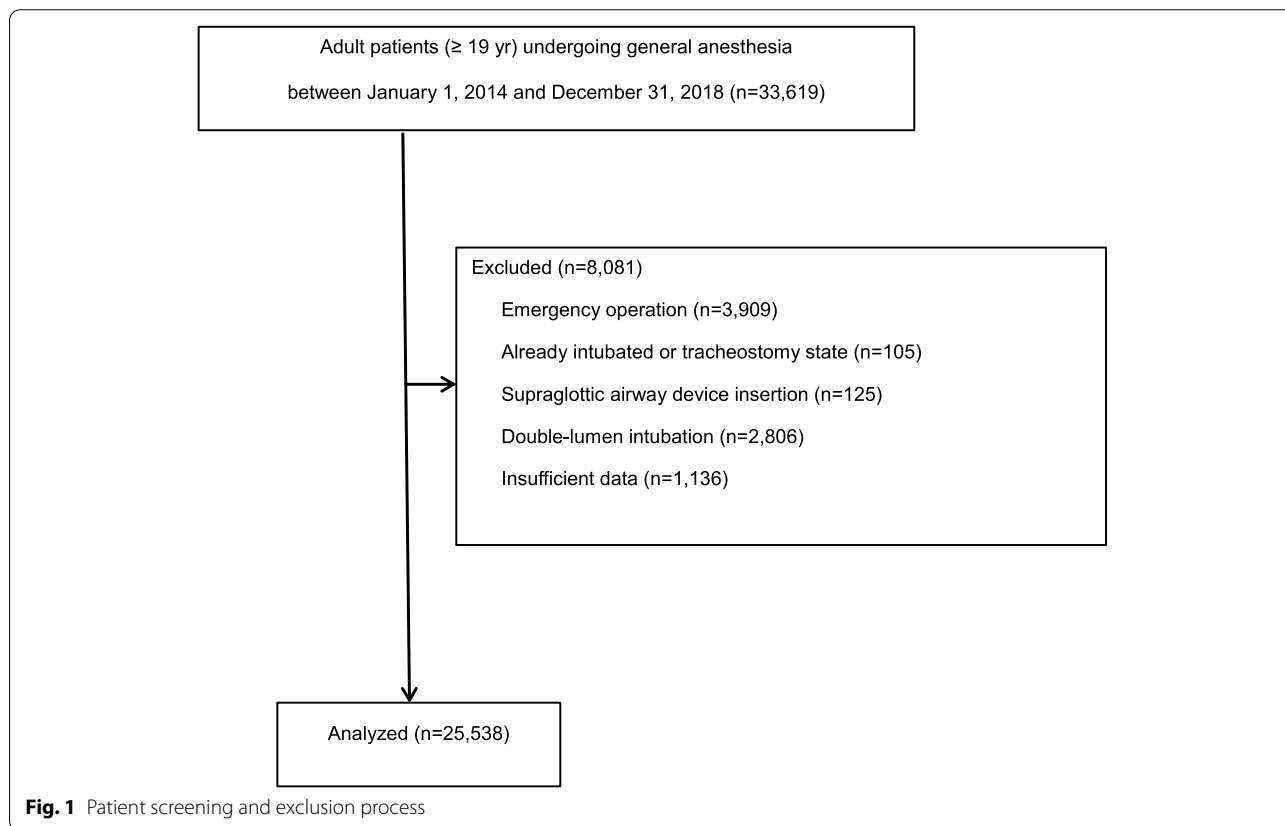 Adult patients (≥ 19 yr) undergoing general anesthesia
between January 1, 2014 and December 31, 2018 (n=33,619)
Excluded (n=8,081)
Emergency operation (n=3,909)
Already intubated or tracheostomy state (n=105)
Supraglottic airway device insertion (n=125)
Double-lumen intubation (n=2,806)
Insufficient data (n=1,136)
Analyzed (n=25,538)
Fig. 1 Patient screening and exclusion process